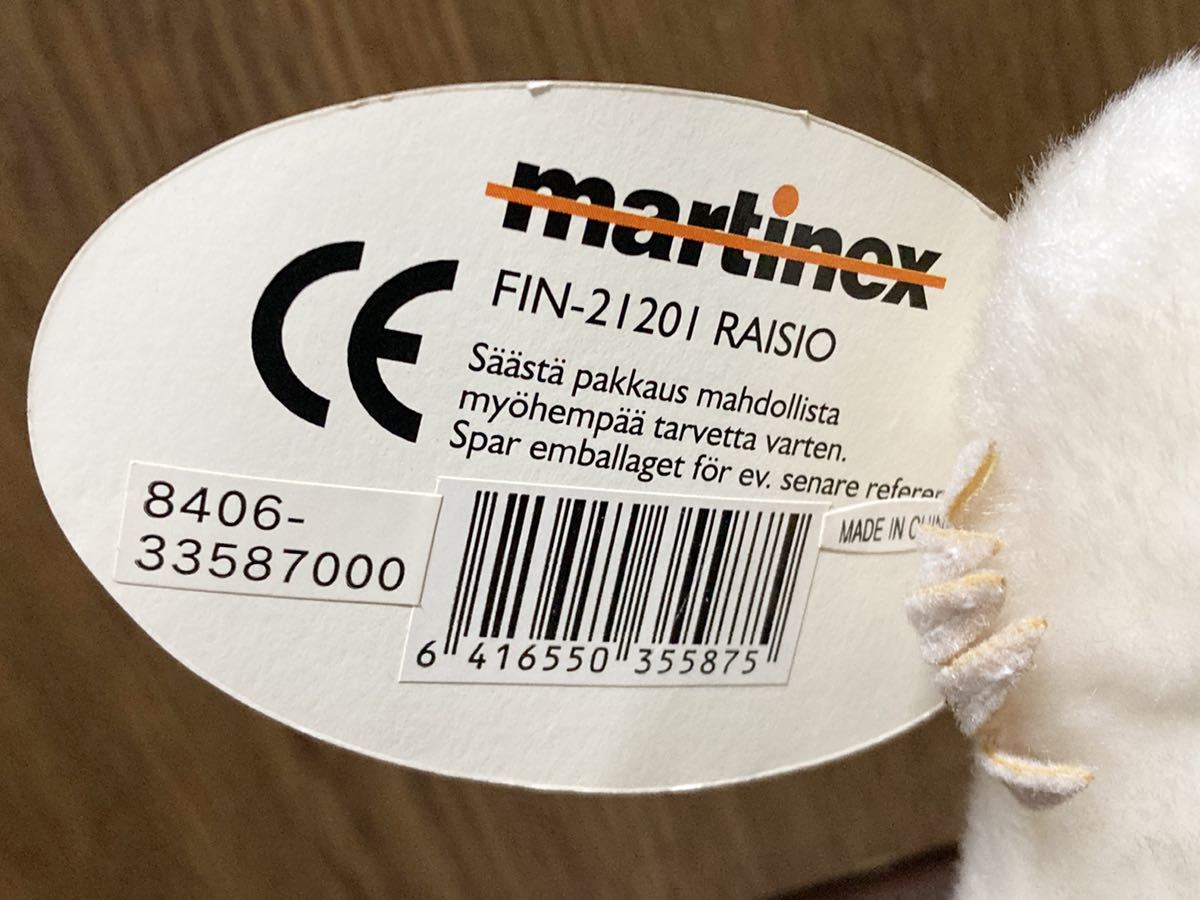 martinex
CE
FIN-21201 RAISIO
Säästä pakkaus mahdollista
myöhempää tarvetta varten.
Spar emballaget för ev. senare
8406-
33587000
MADE IN
6 416550 355875